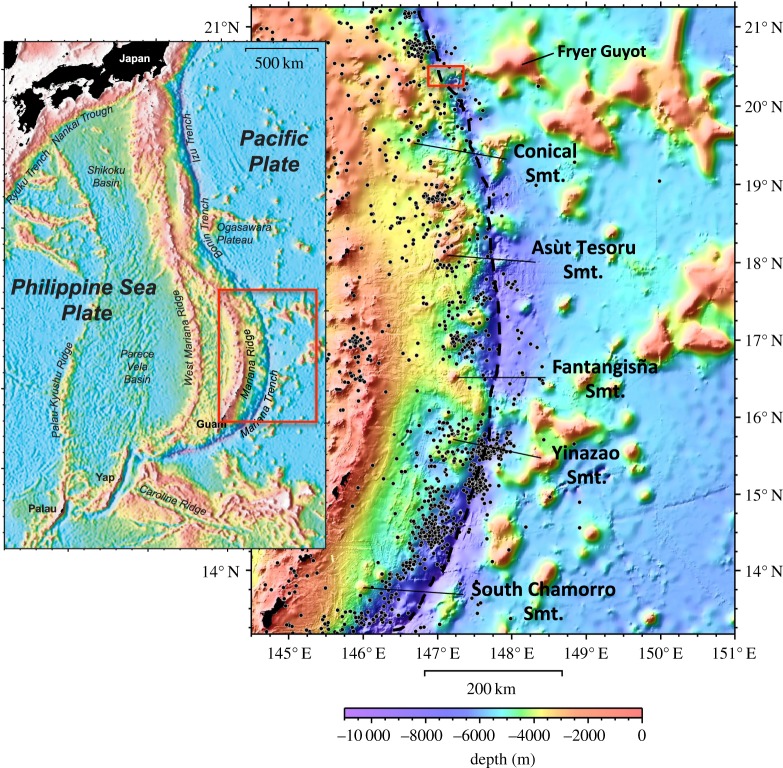 21°N
20°N
19°N
18°N
17°N
16°N
15°N
14°N
14°N
Japan
500 km
Nankai Trough
Ryuku Trench
Shikoku
Basin
Izu Trench
Pacific
Plate
Bonin Trench
Ogasawara
Plateau
Philippine Sea
Plate
West Mariana Ridge
Parece
Vela
Basin
Mariana Ridge
Mariana Trench
Palau Kyushu Ridge
Guam
Yap
Caroline Ridge
Palau
Fryer Guyot
Conical
Smt.
Asùt Tesoru
Smt.
Fantangisña
Smt.
Yinazao
Smt.
South Chamorro
Smt.
145°E
146°E
147°E
148°E
149°E
150°E
151°E
200 km
−10 000
−8000
−6000
−4000
−2000
0
depth (m)